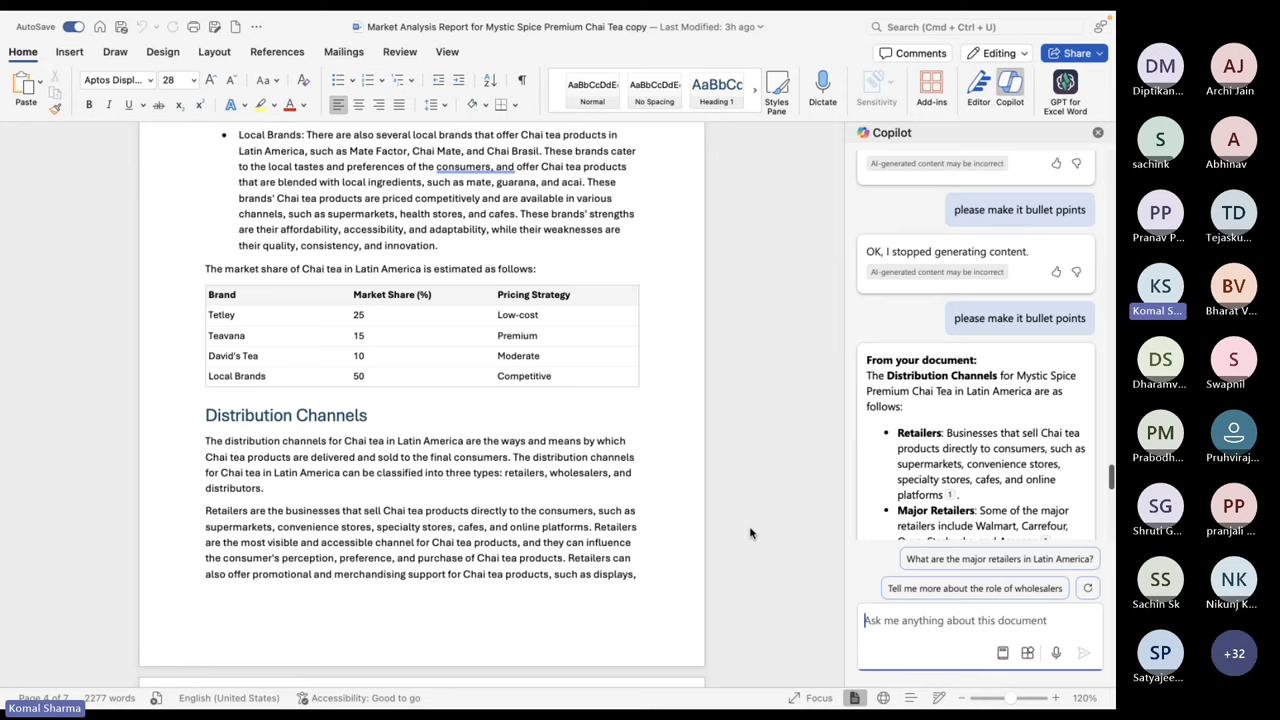 AutoSave
Market Analysis Report for Mystic Spice Premium Chai Tea copy — Last Modified: 3h ago
Search (Cmd + Ctrl + U)
Home Insert Draw Design Layout References Mailings Review View
Comments Editing Share
Paste
Aptos Displ... 28
AaBbCcDdE
Normal
AaBbCcDdE
No Spacing
AaBbCc
Heading 1
Styles Pane
Dictate
Sensitivity
Add-ins
Editor
Copilot
GPT for Excel Word
• Local Brands: There are also several local brands that offer Chai tea products in
Latin America, such as Mate Factor, Chai Mate, and Chai Brasil. These brands cater
to the local tastes and preferences of the consumers, and offer Chai tea products
that are blended with local ingredients, such as mate, guarana, and acai. These
brands' Chai tea products are priced competitively and are available in various
channels, such as supermarkets, health stores, and cafes. These brands' strengths
are their affordability, accessibility, and adaptability, while their weaknesses are
their quality, consistency, and innovation.
The market share of Chai tea in Latin America is estimated as follows:
Brand Market Share (%) Pricing Strategy
Tetley 25 Low-cost
Teavana 15 Premium
David's Tea 10 Moderate
Local Brands 50 Competitive
Distribution Channels
The distribution channels for Chai tea in Latin America are the ways and means by which
Chai tea products are delivered and sold to the final consumers. The distribution channels
for Chai tea in Latin America can be classified into three types: retailers, wholesalers, and
distributors.
Retailers are the businesses that sell Chai tea products directly to the consumers, such as
supermarkets, convenience stores, specialty stores, cafes, and online platforms. Retailers
are the most visible and accessible channel for Chai tea products, and they can influence
the consumer's perception, preference, and purchase of Chai tea products. Retailers can
also offer promotional and merchandising support for Chai tea products, such as displays,
Copilot
AI-generated content may be incorrect
please make it bullet ppints
OK, I stopped generating content.
AI-generated content may be incorrect
please make it bullet points
From your document:
The Distribution Channels for Mystic Spice
Premium Chai Tea in Latin America are as
follows:
• Retailers: Businesses that sell Chai tea
products directly to consumers, such as
supermarkets, convenience stores,
specialty stores, cafes, and online
platforms 1 .
• Major Retailers: Some of the major
retailers include Walmart, Carrefour,
What are the major retailers in Latin America?
Tell me more about the role of wholesalers
Ask me anything about this document
Page 4 of 7 2277 words English (United States) Accessibility: Good to go Focus 120%
Komal Sharma
DM
Diptikan...
AJ
Archi Jain
S
sachink
A
Abhinav
PP
Pranav P...
TD
Tejasku...
KS
Komal S...
BV
Bharat V...
DS
Dharamv...
S
Swapnil
PM
Prabodh...
Pruhviraj...
SG
Shruti G...
PP
pranjali ...
SS
Sachin Sk
NK
Nikunj K...
SP
Satyajee...
+32